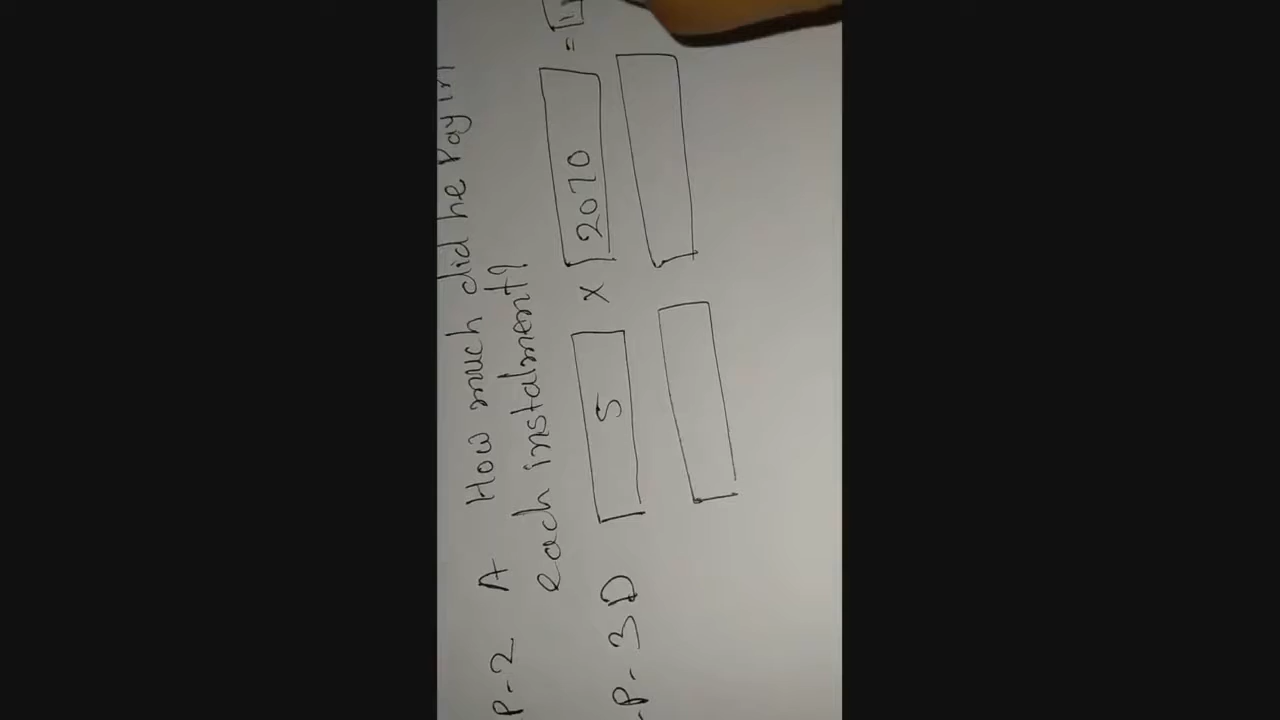 P-2 A How much did he Pay in
each instalment?
P-3 D 5 x 2070 =